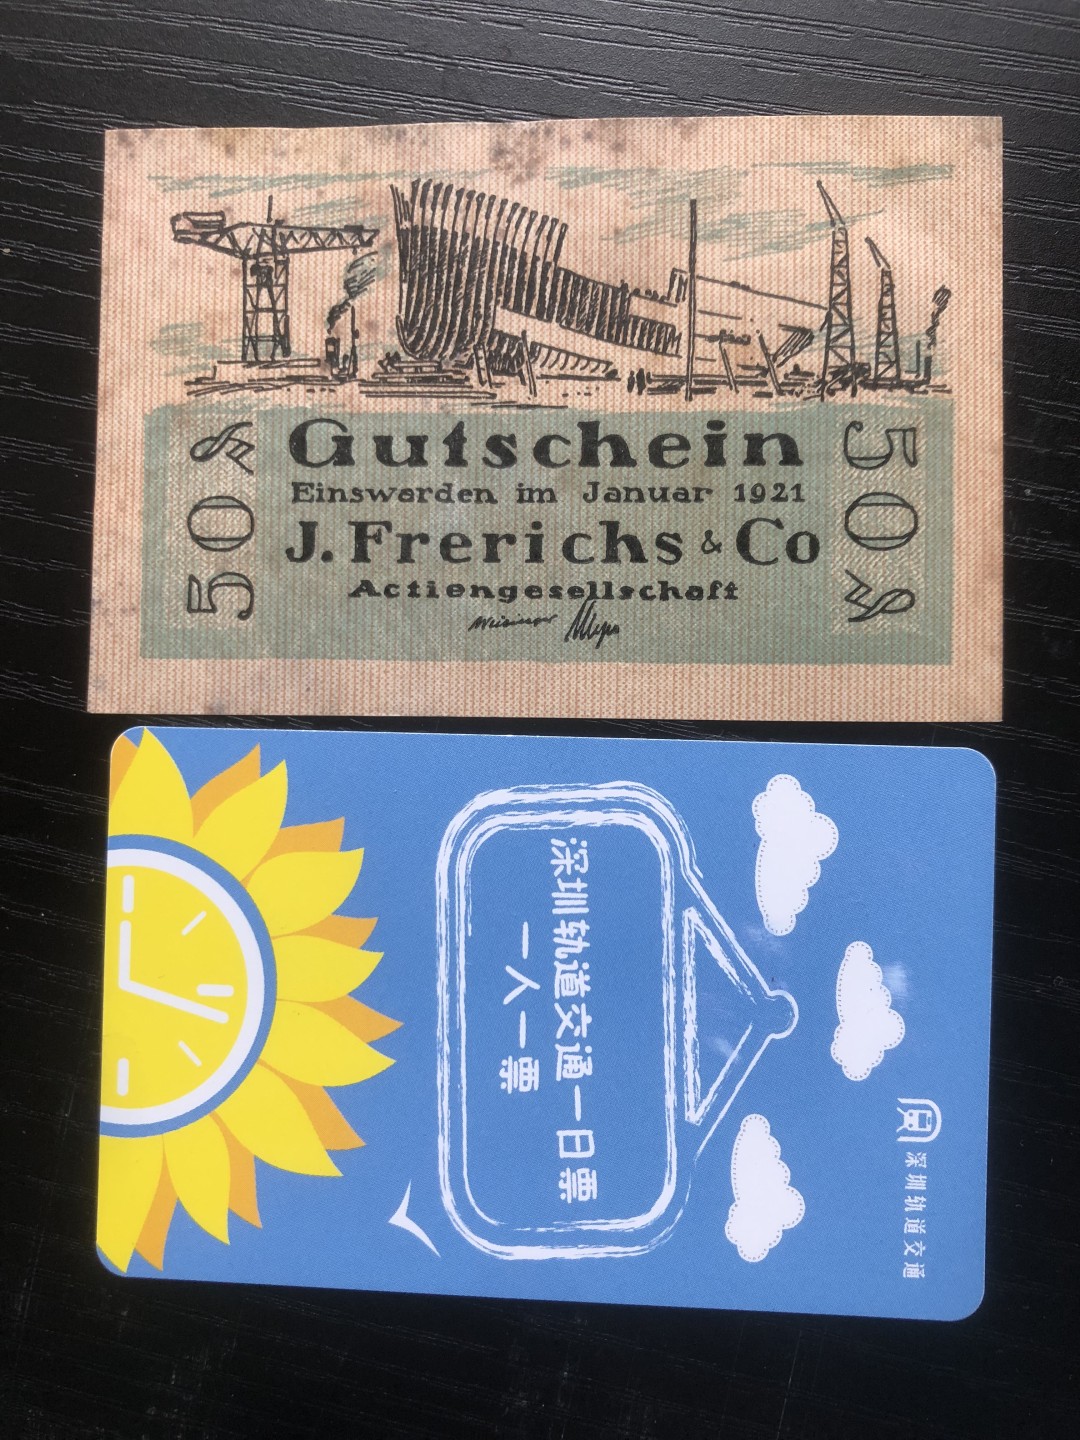 Gutschein
Einswarden im Januar 1921
J. Frerichs & Co
Actiengesellschaft
50 ₰
50 ₰
深圳轨道交通一日票
一人一票
深圳轨道交通